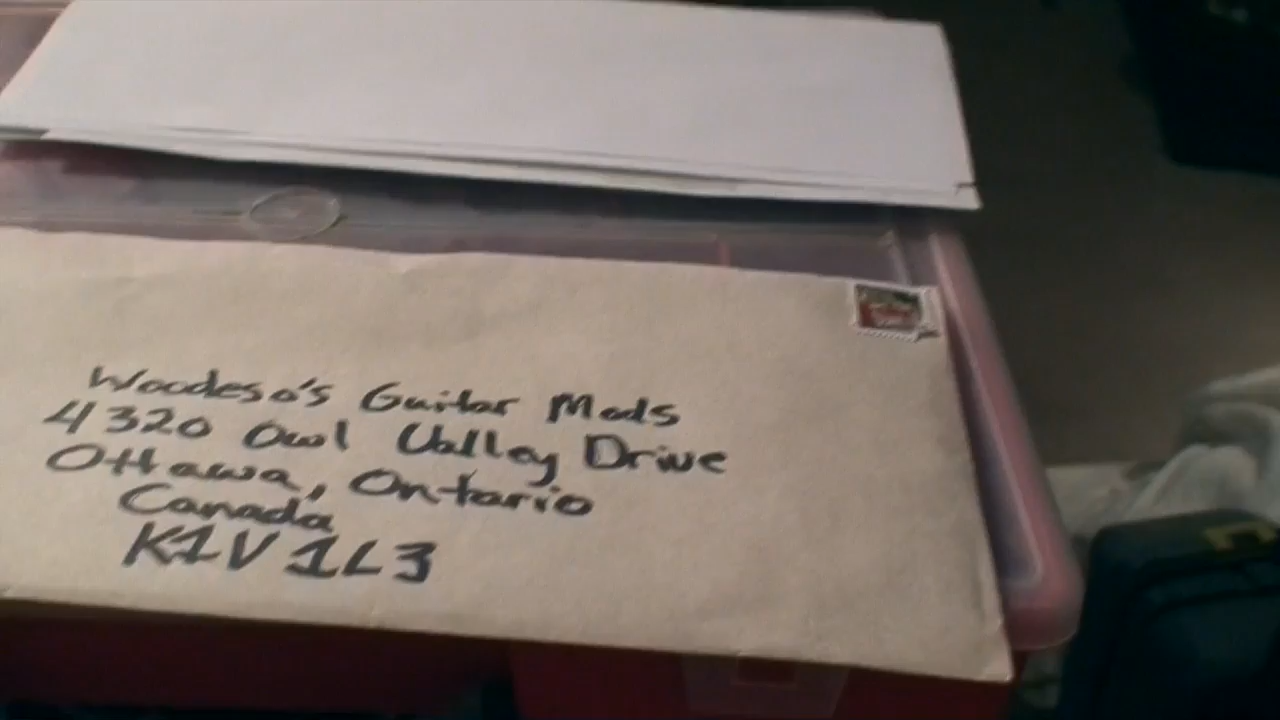 Woodeso's Guitar Mods
4320 Owl Valley Drive
Ottawa, Ontario
Canada
K1V 1L3